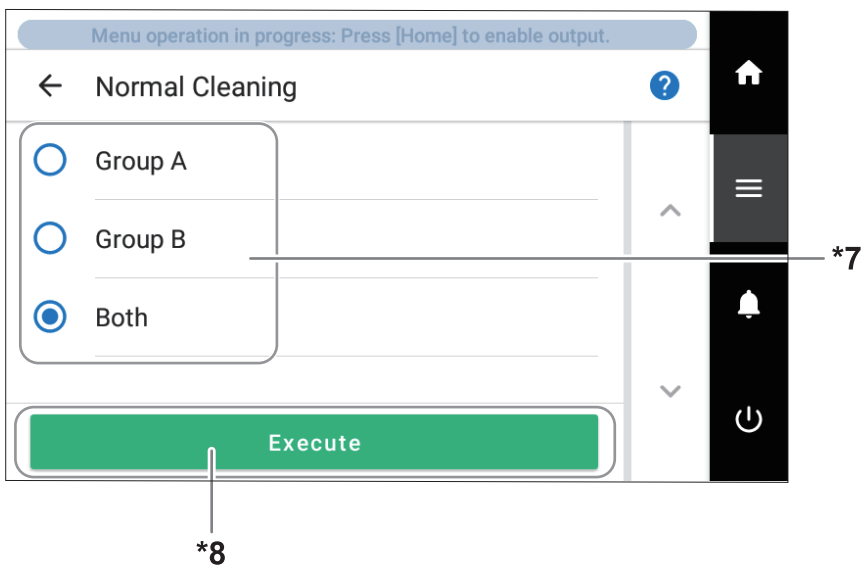 Menu operation in progress: Press [Home] to enable output.
Normal Cleaning
?
Group A
Group B
*7
Both
Execute
*8